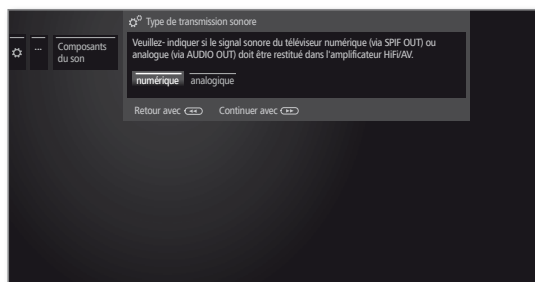 Type de transmission sonore
... Composants
du son
Veuillez- indiquer si le signal sonore du téléviseur numérique (via SPIF OUT) ou
analogue (via AUDIO OUT) doit être restitué dans l'amplificateur HiFi/AV.
numérique analogique
Retour avec Continuer avec